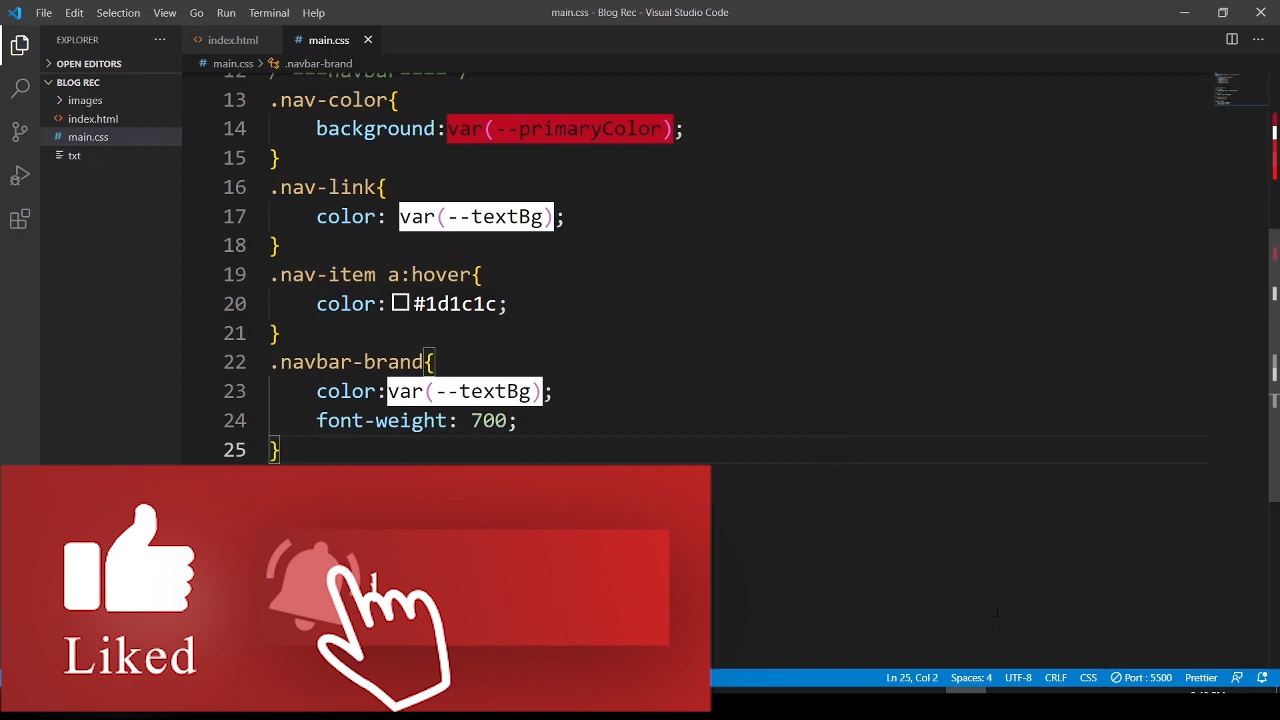 File Edit Selection View Go Run Terminal Help
main.css - Blog Rec - Visual Studio Code
EXPLORER
index.html
main.css
OPEN EDITORS
main.css > .navbar-brand
BLOG REC
images
index.html
main.css
txt
13 .nav-color{
14 background:var(--primaryColor);
15 }
16 .nav-link{
17 color: var(--textBg);
18 }
19 .nav-item a:hover{
20 color:#1d1c1c;
21 }
22 .navbar-brand{
23 color:var(--textBg);
24 font-weight: 700;
25 }
Liked
Ln 25, Col 2 Spaces: 4 UTF-8 CRLF CSS Port : 5500 Prettier